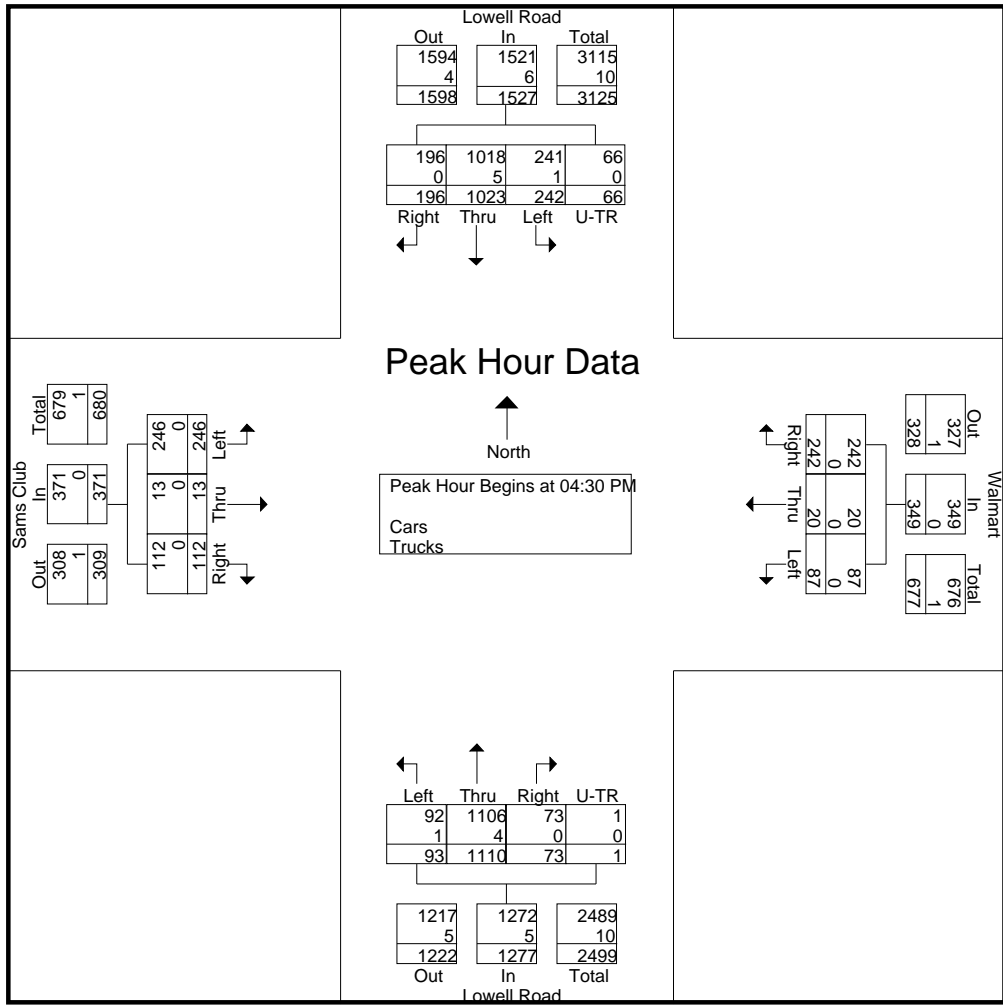 Lowell Road
Out In Total
1594 1521 3115
4 6 10
1598 1527 3125
196 1018 241 66
0 5 1 0
196 1023 242 66
Right Thru Left U-TR
Peak Hour Data
North
Peak Hour Begins at 04:30 PM
Cars
Trucks
Sams Club
Out In Total
308 371 679
1 0 1
309 371 680
112 13 246
0 0 0
112 13 246
Right Thru Left
Walmart
Out In Total
327 349 676
1 0 1
328 349 677
242 20 87
0 0 0
242 20 87
Right Thru Left
Left Thru Right U-TR
92 1106 73 1
1 4 0 0
93 1110 73 1
1217 1272 2489
5 5 10
1222 1277 2499
Out In Total
Lowell Road